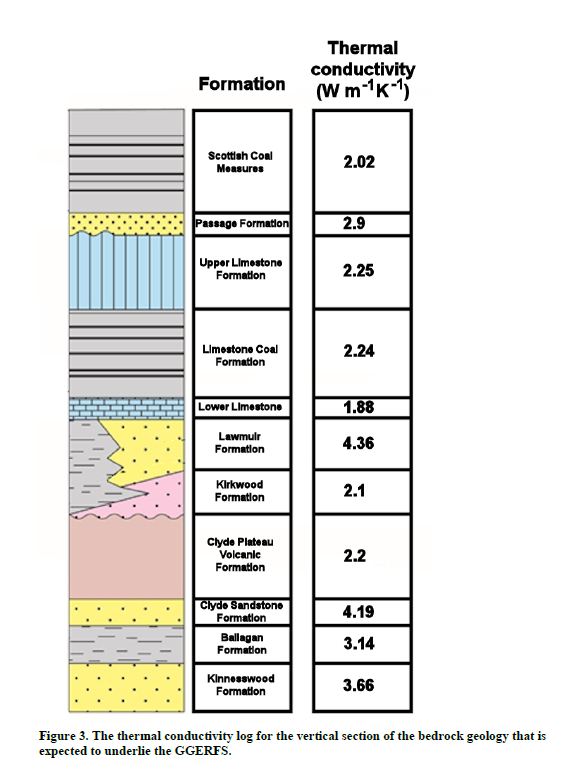 Formation
Thermal
conductivity
(W m-1K-1)
Scottish Coal
Measures
2.02
Passage Formation
2.9
Upper Limestone
Formation
2.25
Limestone Coal
Formation
2.24
Lower Limestone
1.88
Lawmuir
Formation
4.36
Kirkwood
Formation
2.1
Clyde Plateau
Volcanic
Formation
2.2
Clyde Sandstone
Formation
4.19
Ballagan
Formation
3.14
Kinnesswood
Formation
3.66
Figure 3. The thermal conductivity log for the vertical section of the bedrock geology that is
expected to underlie the GGERFS.